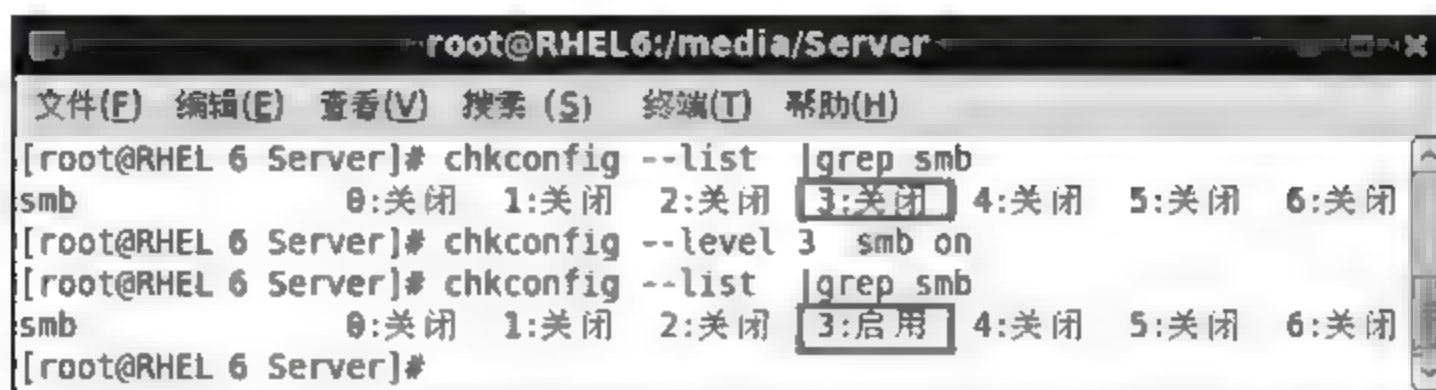 root@RHEL6:/media/Server
文件(F) 编辑(E) 查看(V) 搜索 (S) 终端(T) 帮助(H)
[root@RHEL 6 Server]# chkconfig --list |grep smb
smb 0:关闭 1:关闭 2:关闭 3:关闭 4:关闭 5:关闭 6:关闭
[root@RHEL 6 Server]# chkconfig --level 3 smb on
[root@RHEL 6 Server]# chkconfig --list |grep smb
smb 0:关闭 1:关闭 2:关闭 3:启用 4:关闭 5:关闭 6:关闭
[root@RHEL 6 Server]#